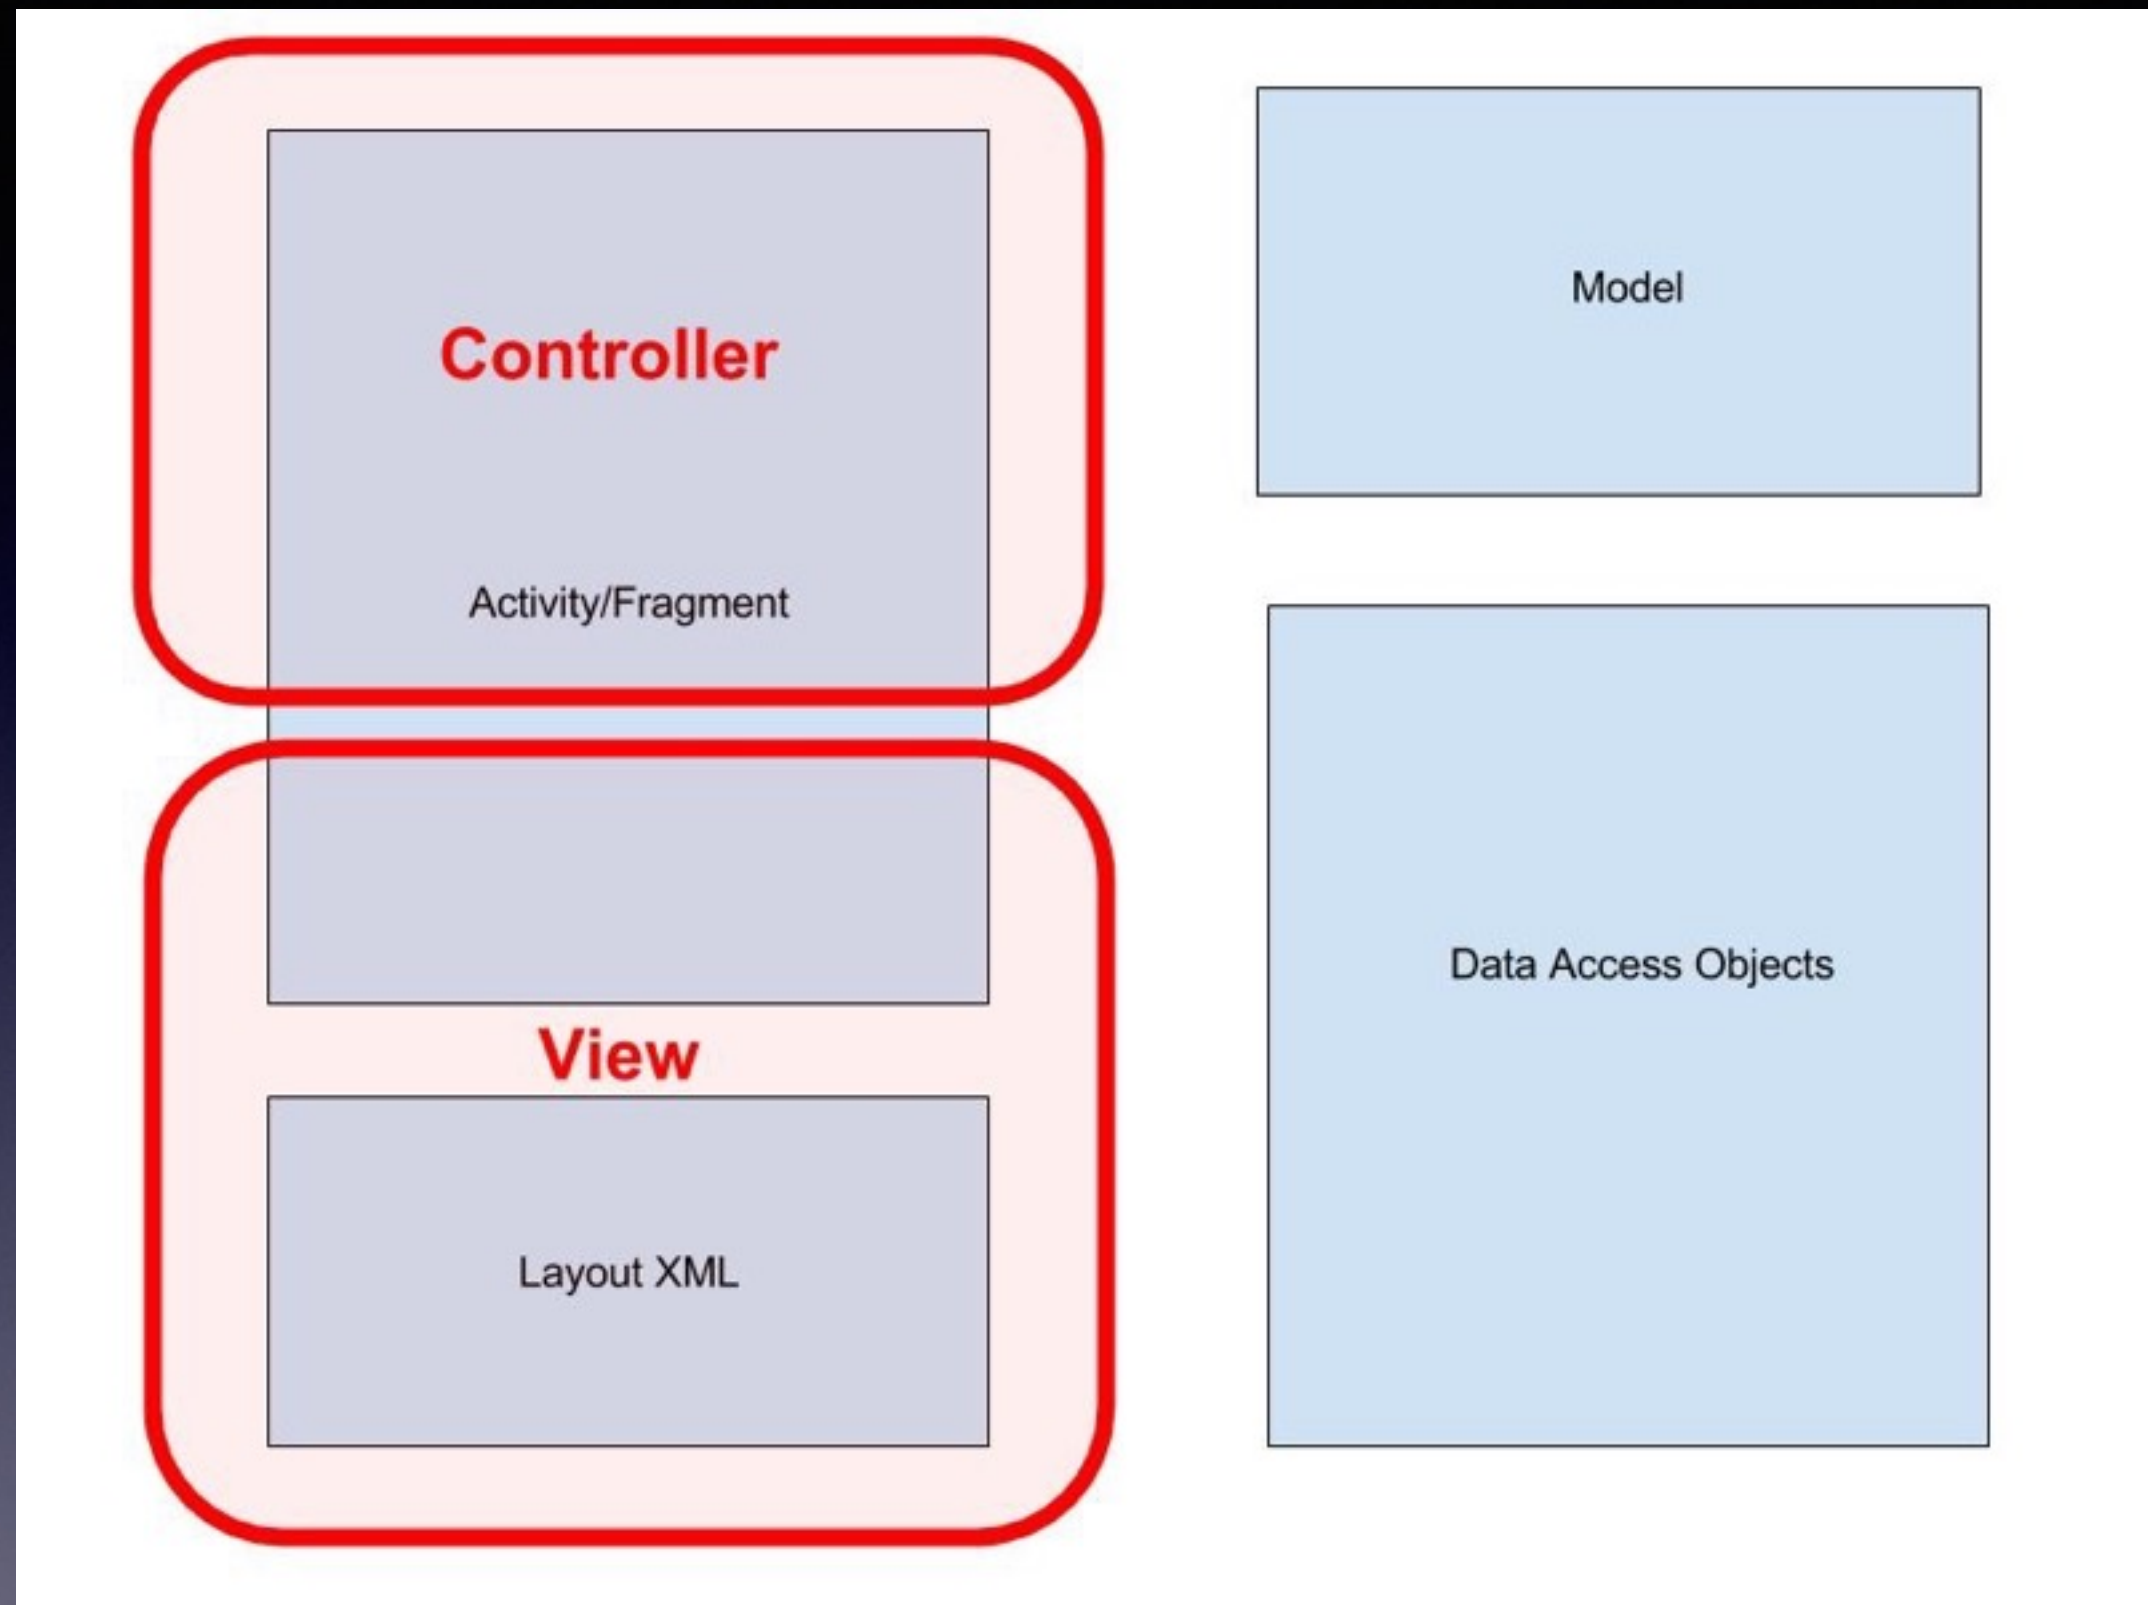 Controller
Activity/Fragment
View
Layout XML
Model
Data Access Objects